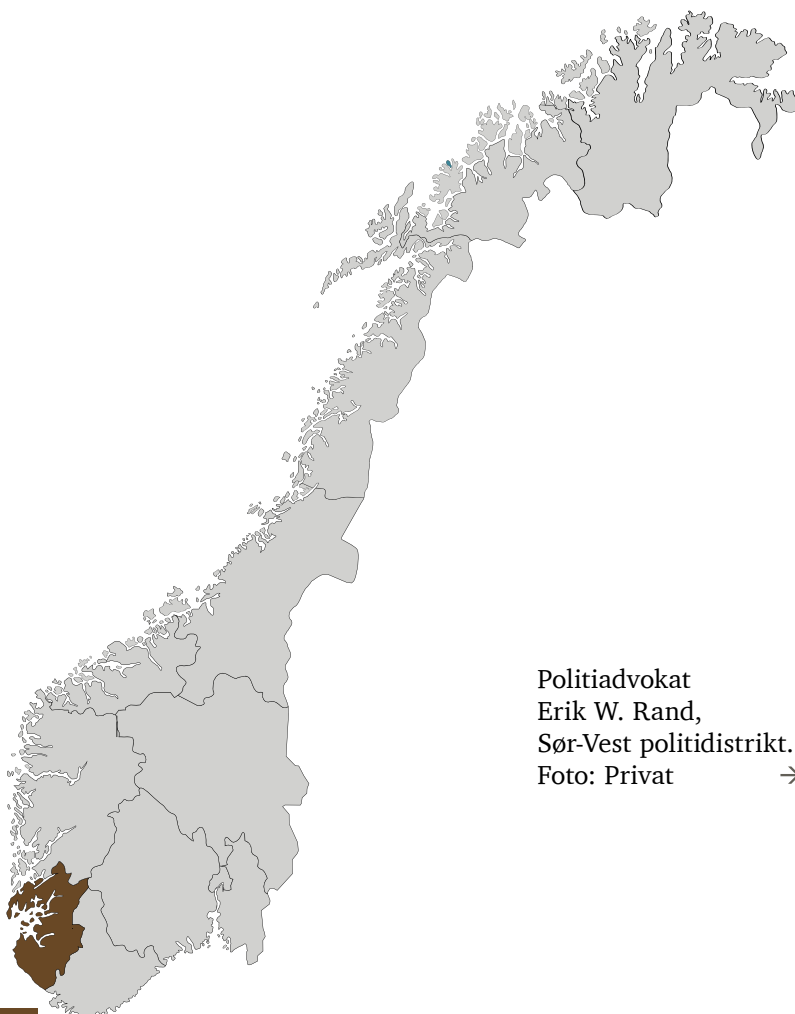 Politiadvokat
Erik W. Rand,
Sør-Vest politidistrikt.
Foto: Privat →